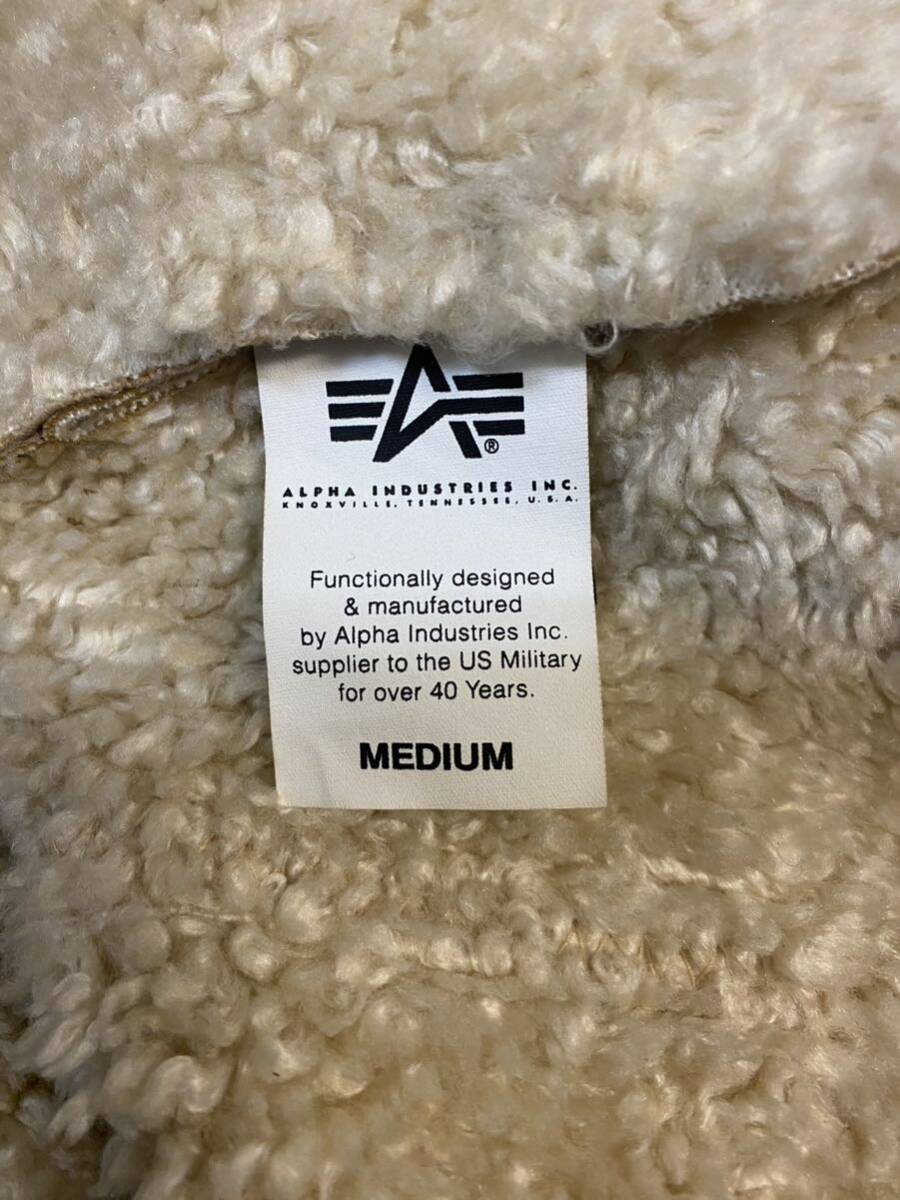 ®
ALPHA INDUSTRIES INC.
KNOXVILLE, TENNESSEE, U.S.A.
Functionally designed
& manufactured
by Alpha Industries Inc.
supplier to the US Military
for over 40 Years.
MEDIUM